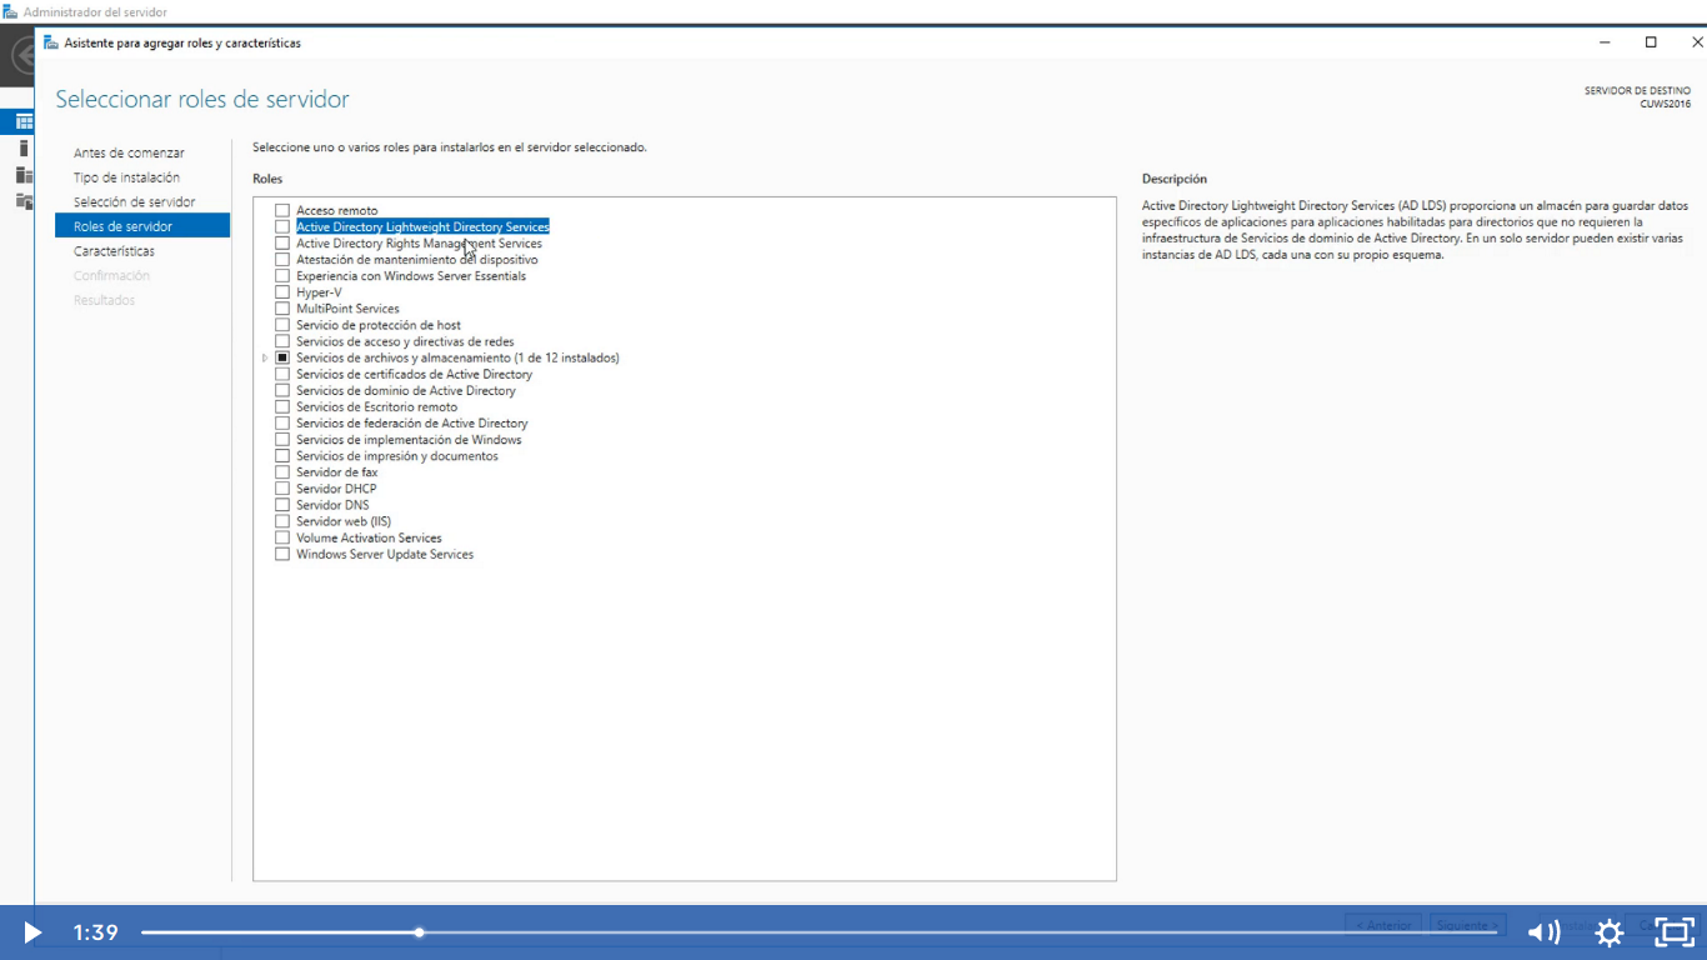 Administrador del servidor
Asistente para agregar roles y características
Seleccionar roles de servidor
SERVIDOR DE DESTINO
CUWS2016
Antes de comenzar
Tipo de instalación
Selección de servidor
Roles de servidor
Características
Confirmación
Resultados
Seleccione uno o varios roles para instalarlos en el servidor seleccionado.
Roles
Acceso remoto
Active Directory Lightweight Directory Services
Active Directory Rights Management Services
Atestación de mantenimiento del dispositivo
Experiencia con Windows Server Essentials
Hyper-V
MultiPoint Services
Servicio de protección de host
Servicios de acceso y directivas de redes
Servicios de archivos y almacenamiento (1 de 12 instalados)
Servicios de certificados de Active Directory
Servicios de dominio de Active Directory
Servicios de Escritorio remoto
Servicios de federación de Active Directory
Servicios de implementación de Windows
Servicios de impresión y documentos
Servidor de fax
Servidor DHCP
Servidor DNS
Servidor web (IIS)
Volume Activation Services
Windows Server Update Services
Descripción
Active Directory Lightweight Directory Services (AD LDS) proporciona un almacén para guardar datos
específicos de aplicaciones para aplicaciones habilitadas para directorios que no requieren la
infraestructura de Servicios de dominio de Active Directory. En un solo servidor pueden existir varias
instancias de AD LDS, cada una con su propio esquema.
< Anterior
Siguiente >
1:39